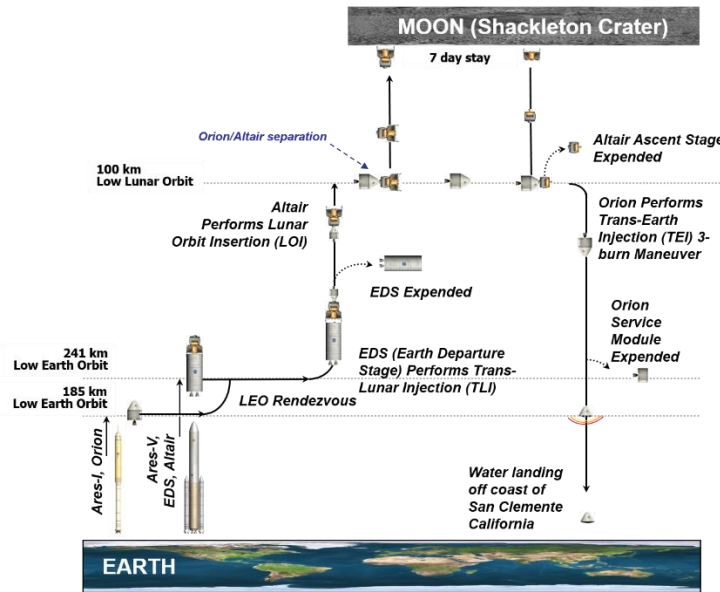 MOON (Shackleton Crater)
7 day stay
Orion/Altair separation
Altair Ascent Stage
Expended
100 km
Low Lunar Orbit
Altair
Performs Lunar
Orbit Insertion (LOI)
Orion Performs
Trans-Earth
Injection (TEI) 3-
burn Maneuver
EDS Expended
Orion
Service
Module
Expended
241 km
Low Earth Orbit
EDS (Earth Departure
Stage) Performs Trans-
Lunar Injection (TLI)
185 km
Low Earth Orbit
LEO Rendezvous
Ares-I, Orion
Ares-V,
EDS, Altair
Water landing
off coast of
San Clemente
California
EARTH